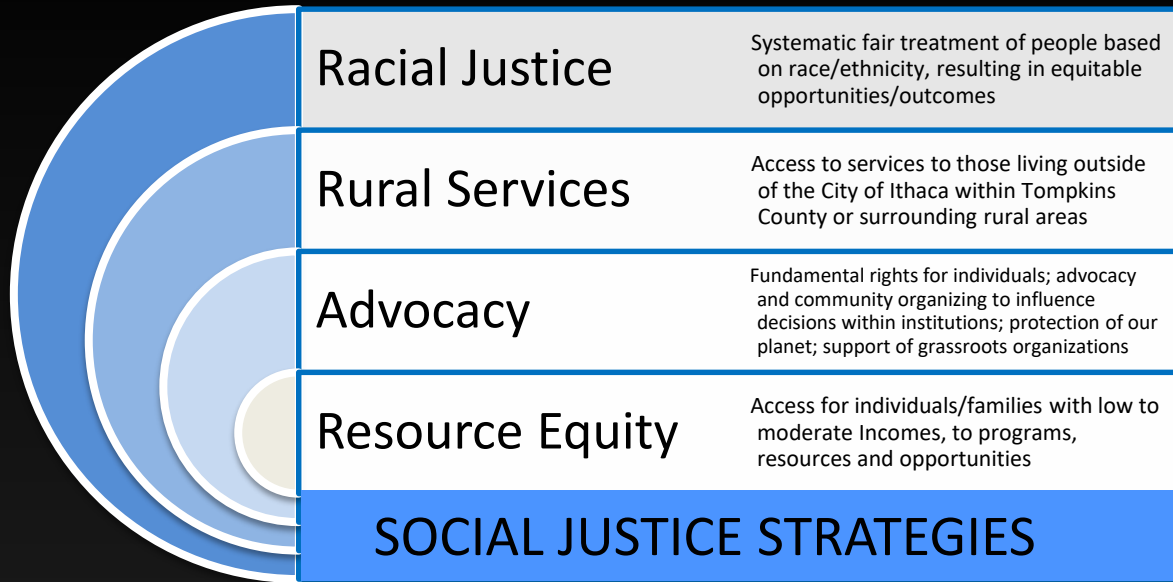 Racial Justice
Systematic fair treatment of people based
on race/ethnicity, resulting in equitable
opportunities/outcomes
Rural Services
Access to services to those living outside
of the City of Ithaca within Tompkins
County or surrounding rural areas
Advocacy
Fundamental rights for individuals; advocacy
and community organizing to influence
decisions within institutions; protection of our
planet; support of grassroots organizations
Resource Equity
Access for individuals/families with low to
moderate Incomes, to programs,
resources and opportunities
SOCIAL JUSTICE STRATEGIES